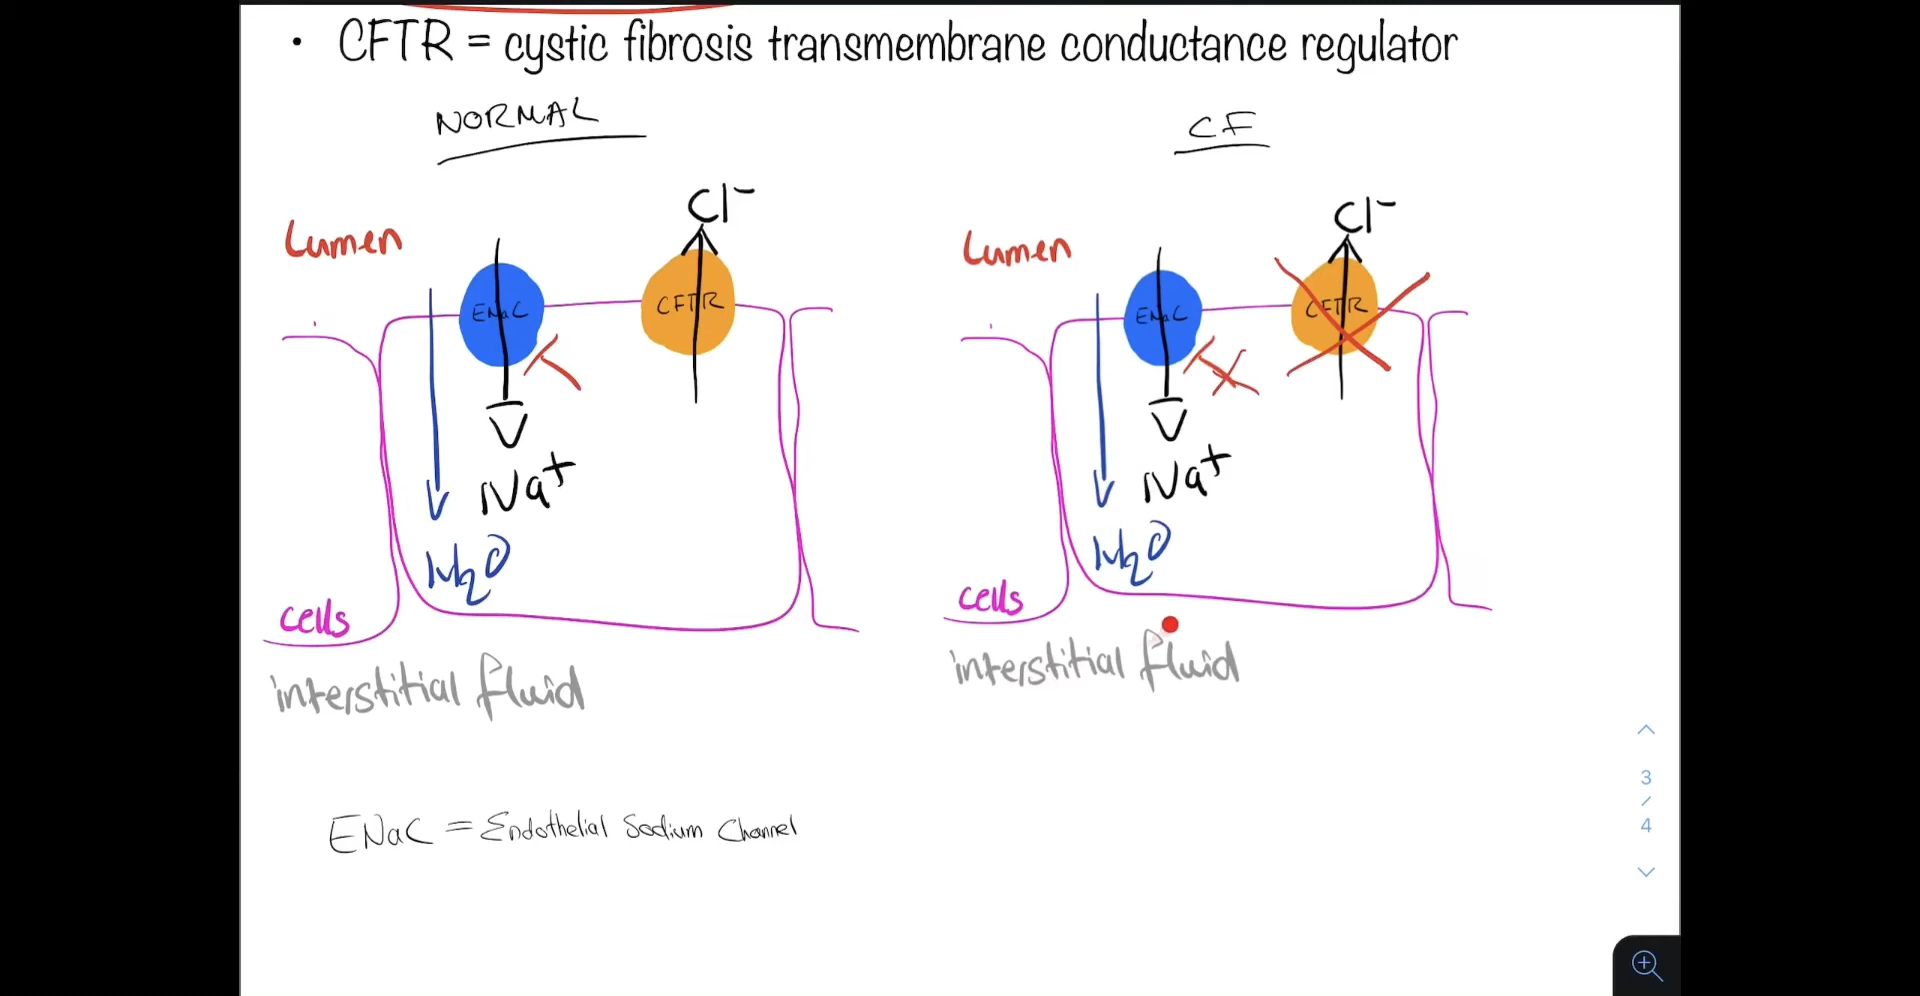 • CFTR = cystic fibrosis transmembrane conductance regulator
NORMAL
CF
Cl⁻
Cl⁻
Lumen
Lumen
ENaC
CFTR
ENaC
CFTR
Na⁺
Na⁺
H₂O
H₂O
cells
cells
interstitial fluid
interstitial fluid
3
/
4
ENaC = Endothelial Sodium Channel